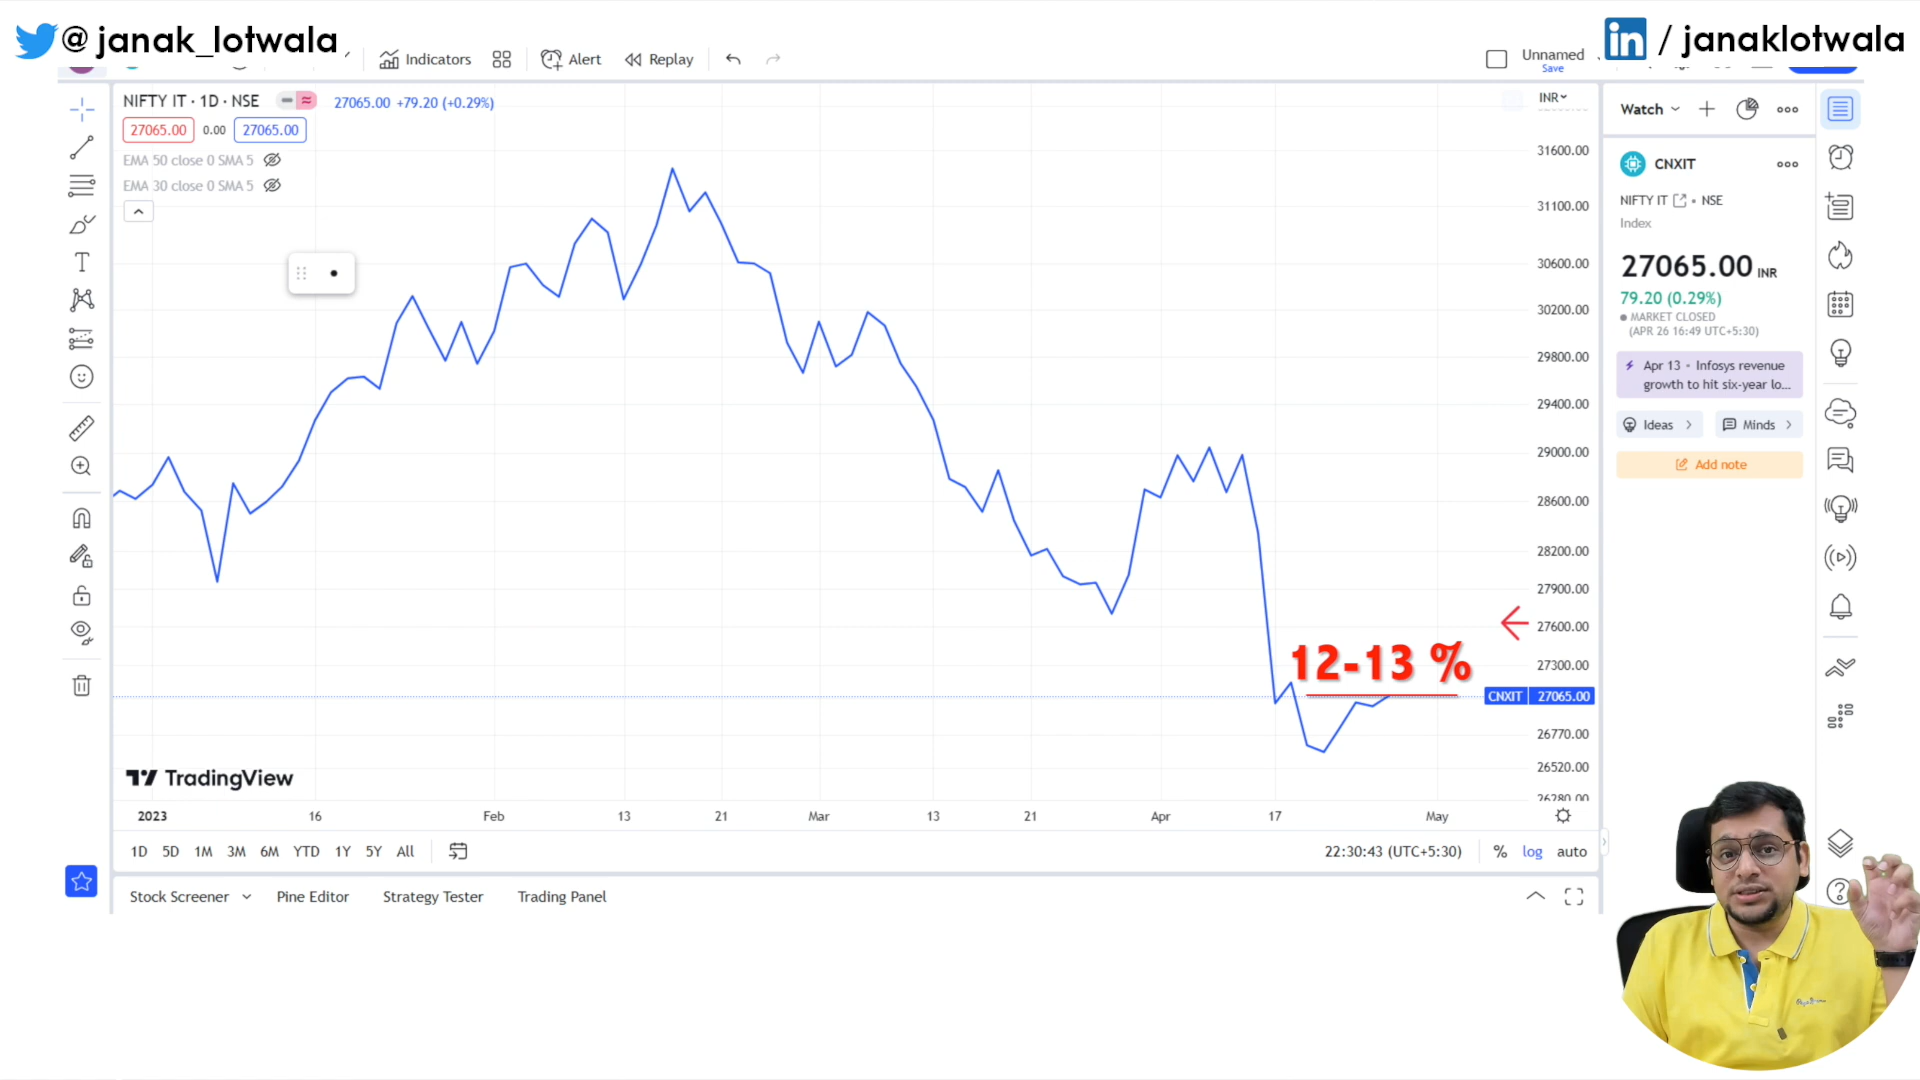 @ janak_lotwala
/ janaklotwala
Indicators
Alert
Replay
Unnamed
Save
NIFTY IT · 1D · NSE
27065.00 +79.20 (+0.29%)
27065.00 0.00 27065.00
EMA 50 close 0 SMA 5
EMA 30 close 0 SMA 5
INR
31600.00
31100.00
30600.00
30200.00
29800.00
29400.00
29000.00
28600.00
28200.00
27900.00
27600.00
27300.00
CNXIT 27065.00
26770.00
26520.00
26280.00
12-13 %
TradingView
2023 16 Feb 13 21 Mar 13 21 Apr 17 May
1D 5D 1M 3M 6M YTD 1Y 5Y All
22:30:43 (UTC+5:30) % log auto
Stock Screener Pine Editor Strategy Tester Trading Panel
Watch
CNXIT
NIFTY IT • NSE
Index
27065.00 INR
79.20 (0.29%)
MARKET CLOSED
(APR 26 16:49 UTC+5:30)
Apr 13 • Infosys revenue
growth to hit six-year lo...
Ideas
Minds
Add note